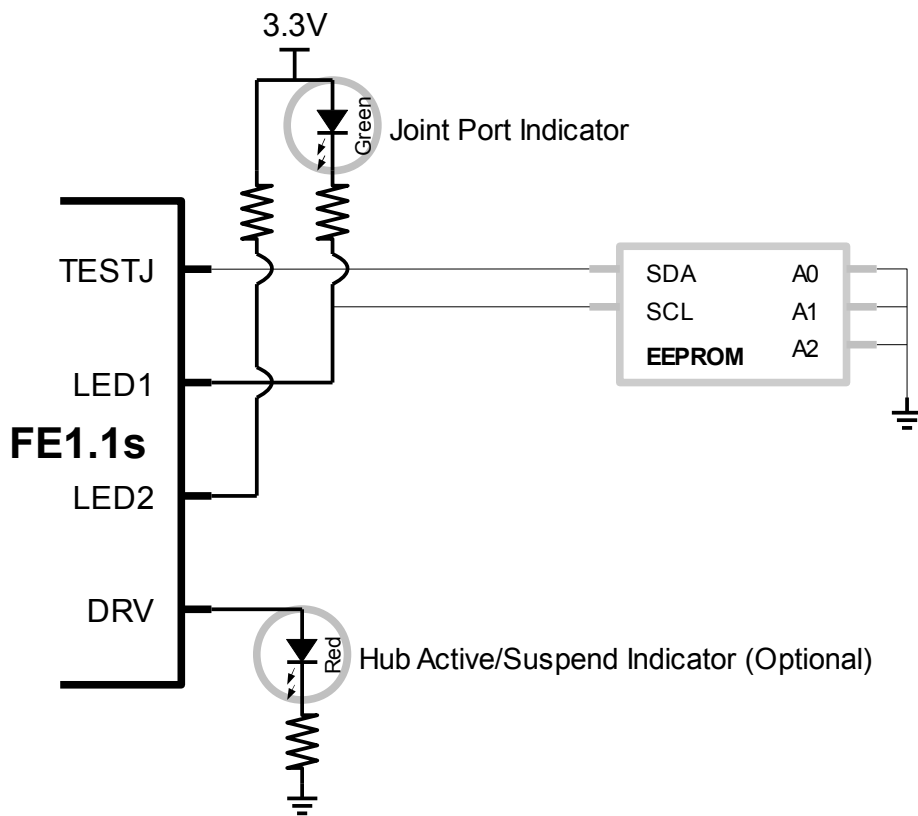 3.3V
Green
Joint Port Indicator
TESTJ
SDA
A0
SCL
A1
EEPROM
A2
LED1
FE1.1s
LED2
DRV
Red
Hub Active/Suspend Indicator (Optional)